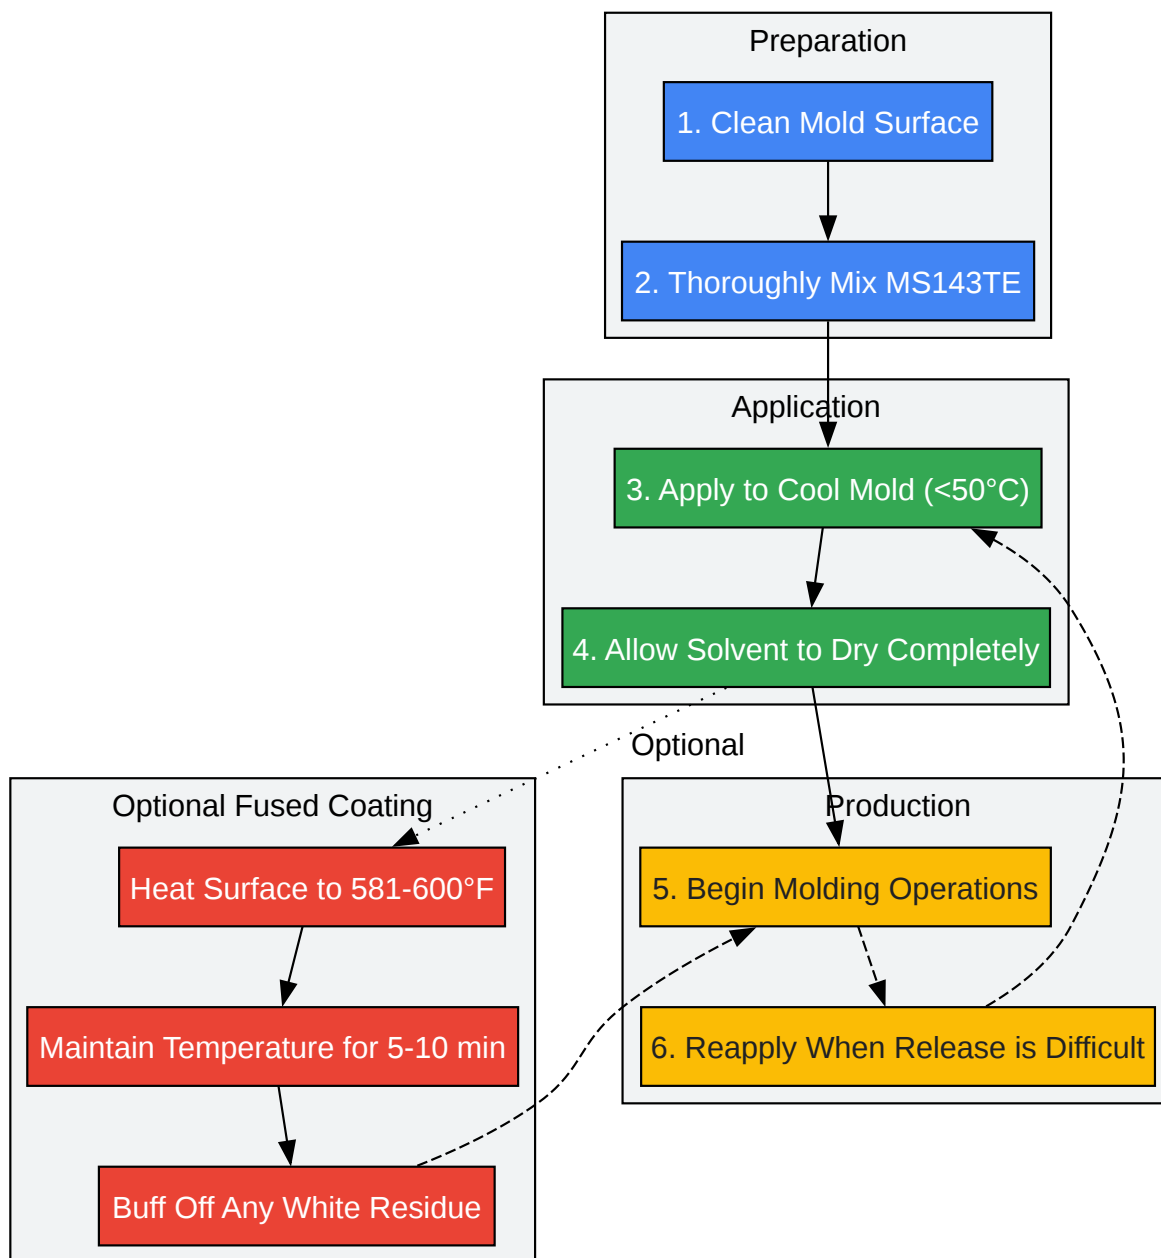 Preparation
1. Clean Mold Surface
2. Thoroughly Mix MS143TE
Application
3. Apply to Cool Mold (<50°C)
4. Allow Solvent to Dry Completely
Optional
Optional Fused Coating
Heat Surface to 581-600°F
Maintain Temperature for 5-10 min
Buff Off Any White Residue
Production
5. Begin Molding Operations
6. Reapply When Release is Difficult